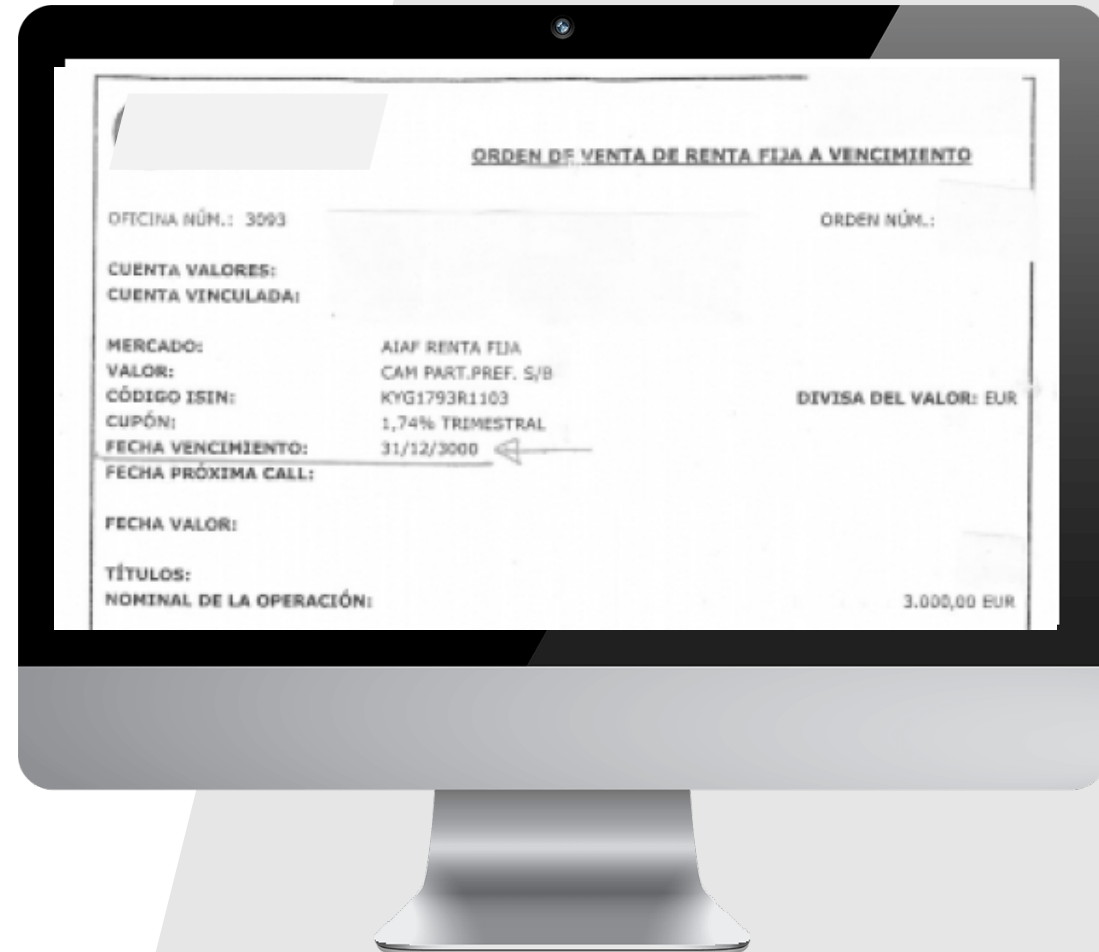 ORDEN DE VENTA DE RENTA FIJA A VENCIMIENTO
OFICINA NÚM.: 3093 ORDEN NÚM.:
CUENTA VALORES:
CUENTA VINCULADA:
MERCADO: AIAF RENTA FIJA
VALOR: CAM PART.PREF. S/B
CÓDIGO ISIN: KYG1793R1103 DIVISA DEL VALOR: EUR
CUPÓN: 1,74% TRIMESTRAL
FECHA VENCIMIENTO: 31/12/3000
FECHA PRÓXIMA CALL:
FECHA VALOR:
TÍTULOS:
NOMINAL DE LA OPERACIÓN: 3.000,00 EUR